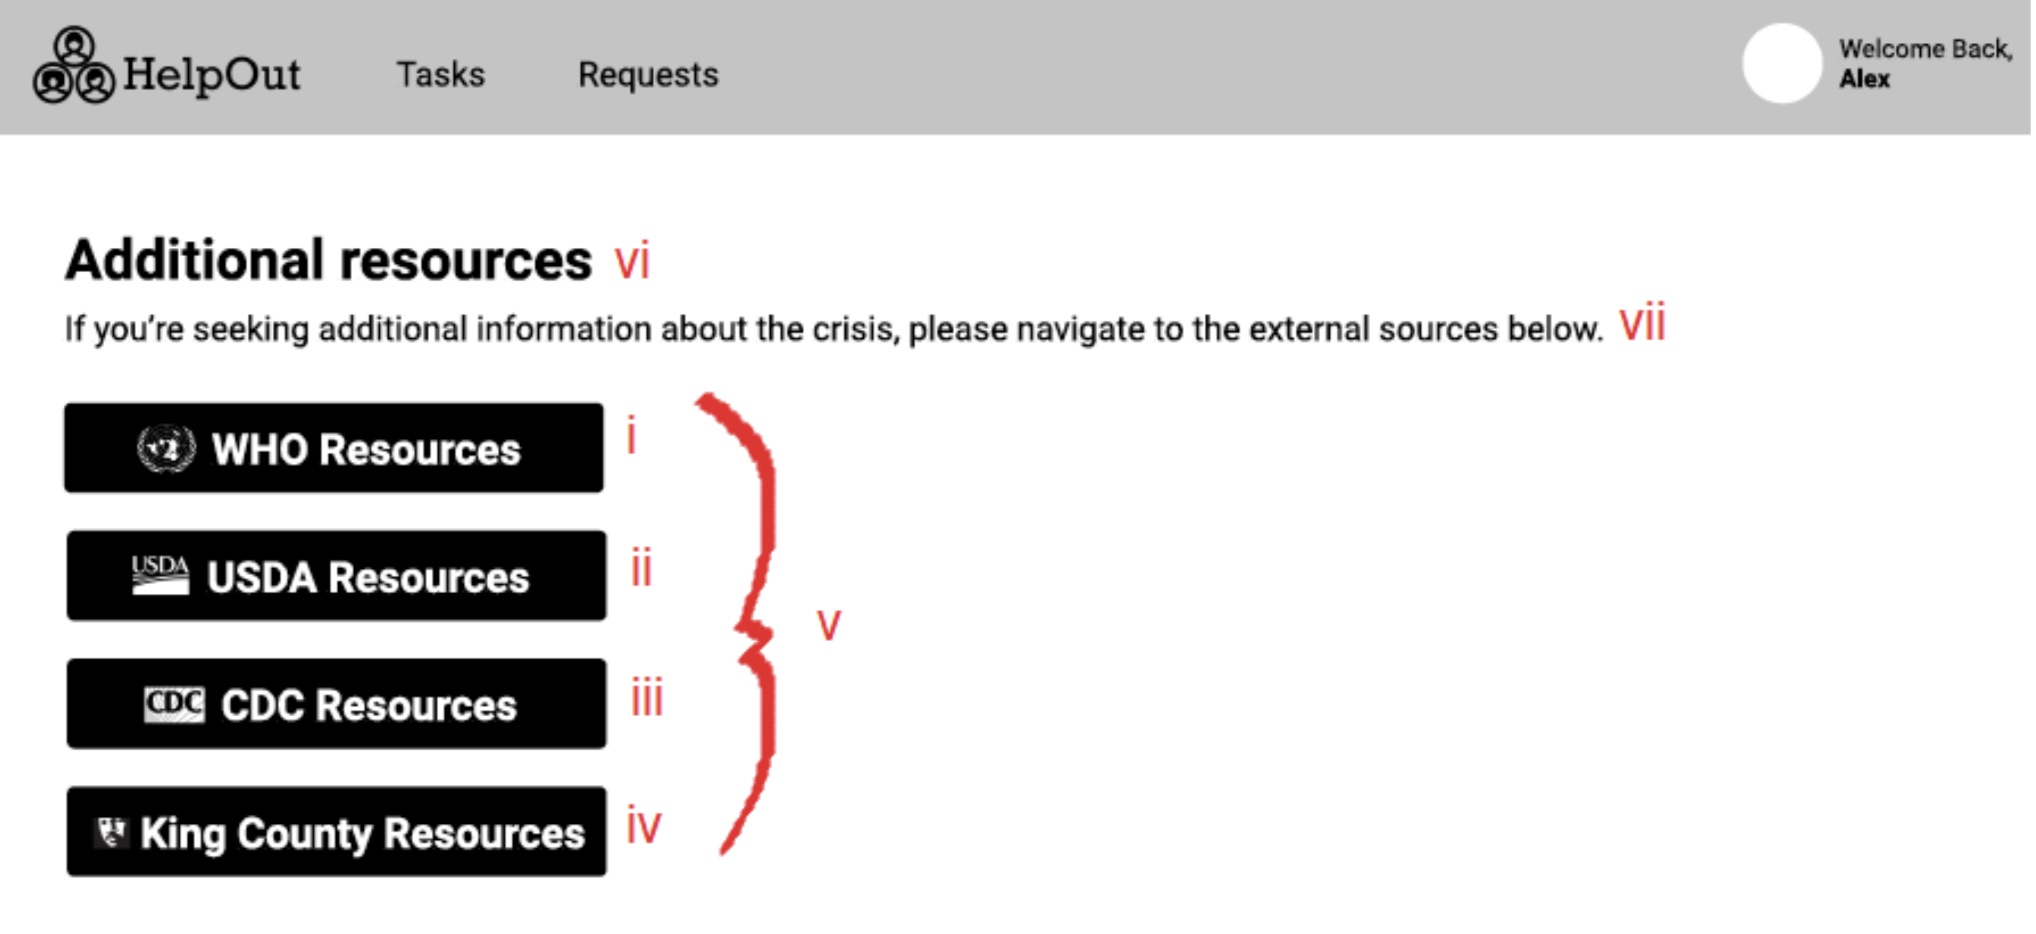 HelpOut Tasks Requests Welcome Back,
Alex
Additional resources vi
If you’re seeking additional information about the crisis, please navigate to the external sources below. vii
WHO Resources i
USDA USDA Resources ii
v
CDC CDC Resources iii
King County Resources iv